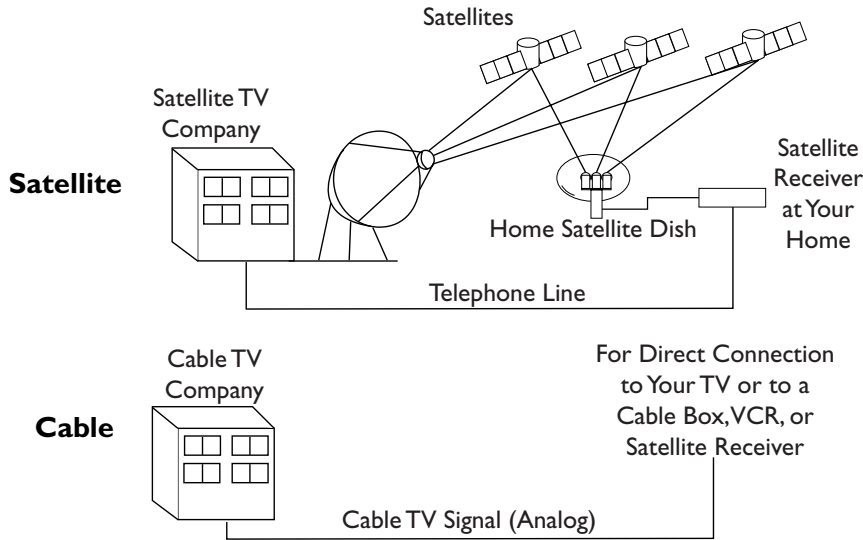 Satellites
Satellite TV
Company
Satellite
Satellite
Receiver
at Your
Home
Home Satellite Dish
Telephone Line
Cable TV
Company
For Direct Connection
to Your TV or to a
Cable Box, VCR, or
Satellite Receiver
Cable
Cable TV Signal (Analog)